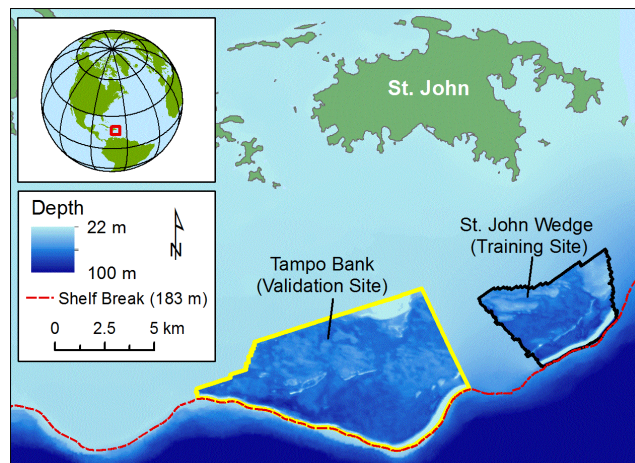 St. John
Depth
22 m
100 m
N
Shelf Break (183 m)
0 2.5 5 km
Tampo Bank
(Validation Site)
St. John Wedge
(Training Site)